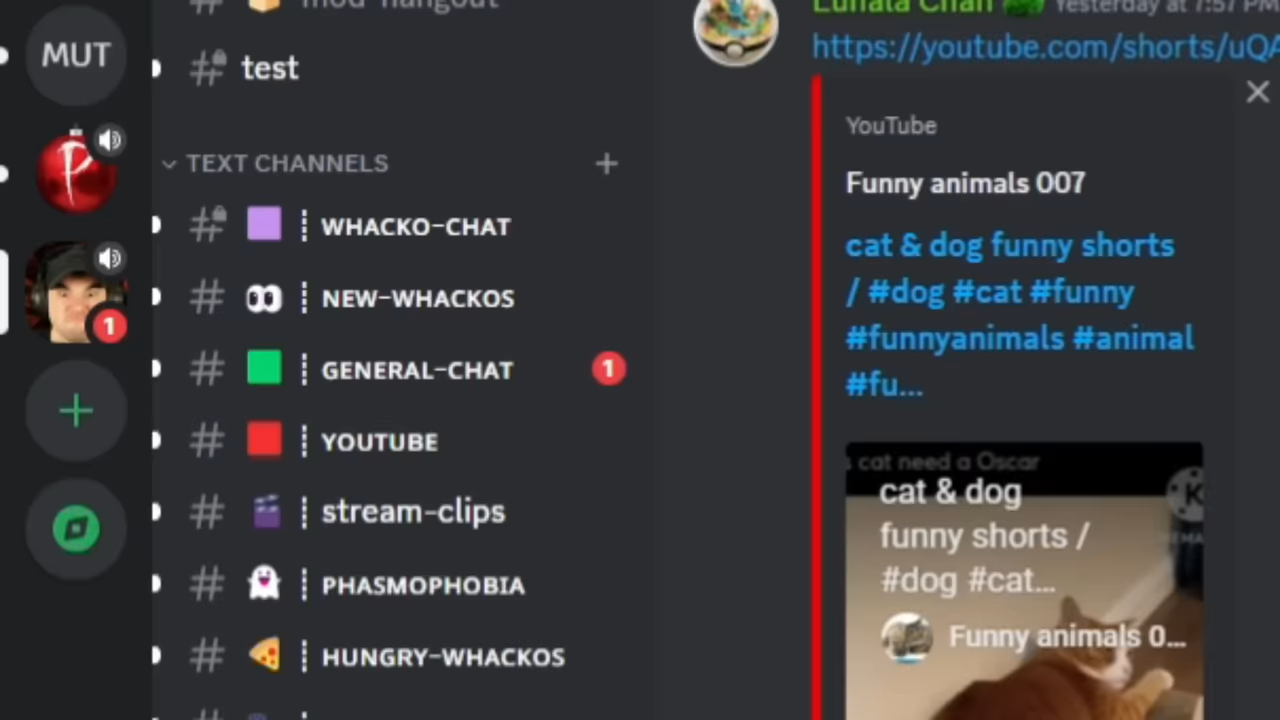 mod-hangout
MUT
test
TEXT CHANNELS
WHACKO-CHAT
NEW-WHACKOS
1
GENERAL-CHAT
1
YOUTUBE
stream-clips
PHASMOPHOBIA
HUNGRY-WHACKOS
Lunala Chan Yesterday at 7:57 PM
https://youtube.com/shorts/uQA
YouTube
Funny animals 007
cat & dog funny shorts
/ #dog #cat #funny
#funnyanimals #animal
#fu...
cat need a Oscar
cat & dog
funny shorts /
#dog #cat...
K
Funny animals 0...